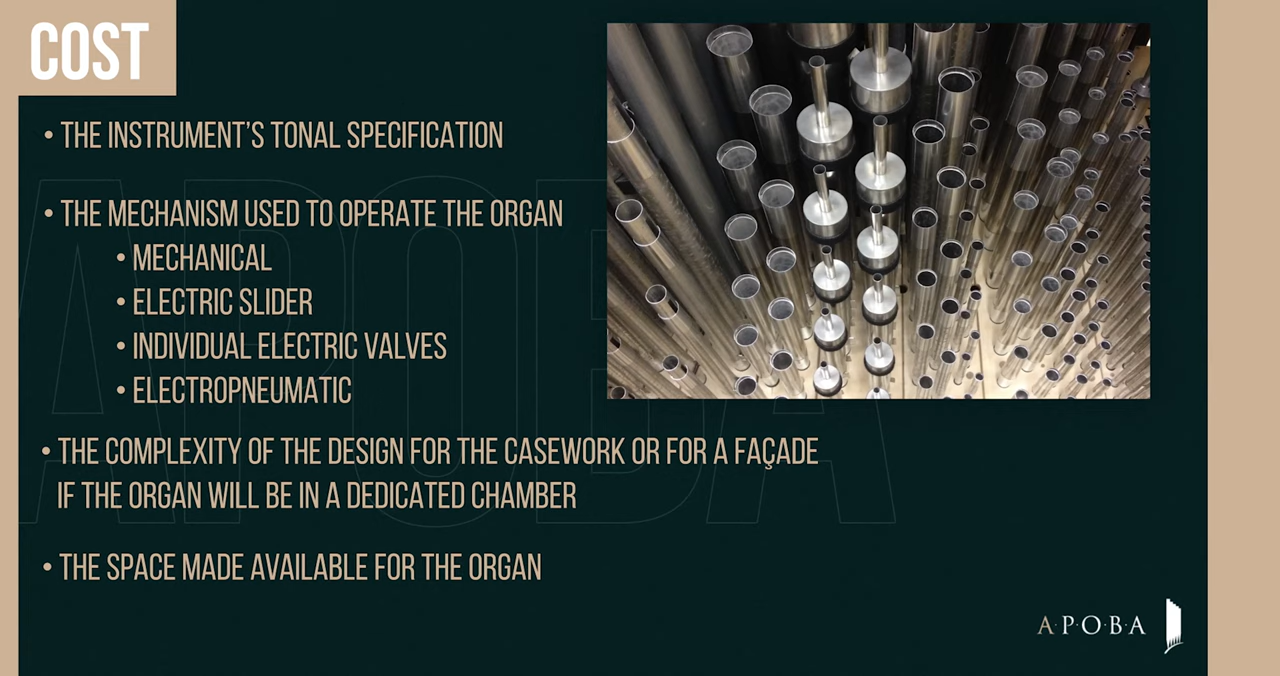 COST
• THE INSTRUMENT’S TONAL SPECIFICATION
• THE MECHANISM USED TO OPERATE THE ORGAN
• MECHANICAL
• ELECTRIC SLIDER
• INDIVIDUAL ELECTRIC VALVES
• ELECTROPNEUMATIC
• THE COMPLEXITY OF THE DESIGN FOR THE CASEWORK OR FOR A FAÇADE
IF THE ORGAN WILL BE IN A DEDICATED CHAMBER
• THE SPACE MADE AVAILABLE FOR THE ORGAN
APOBA
A·P·O·B·A